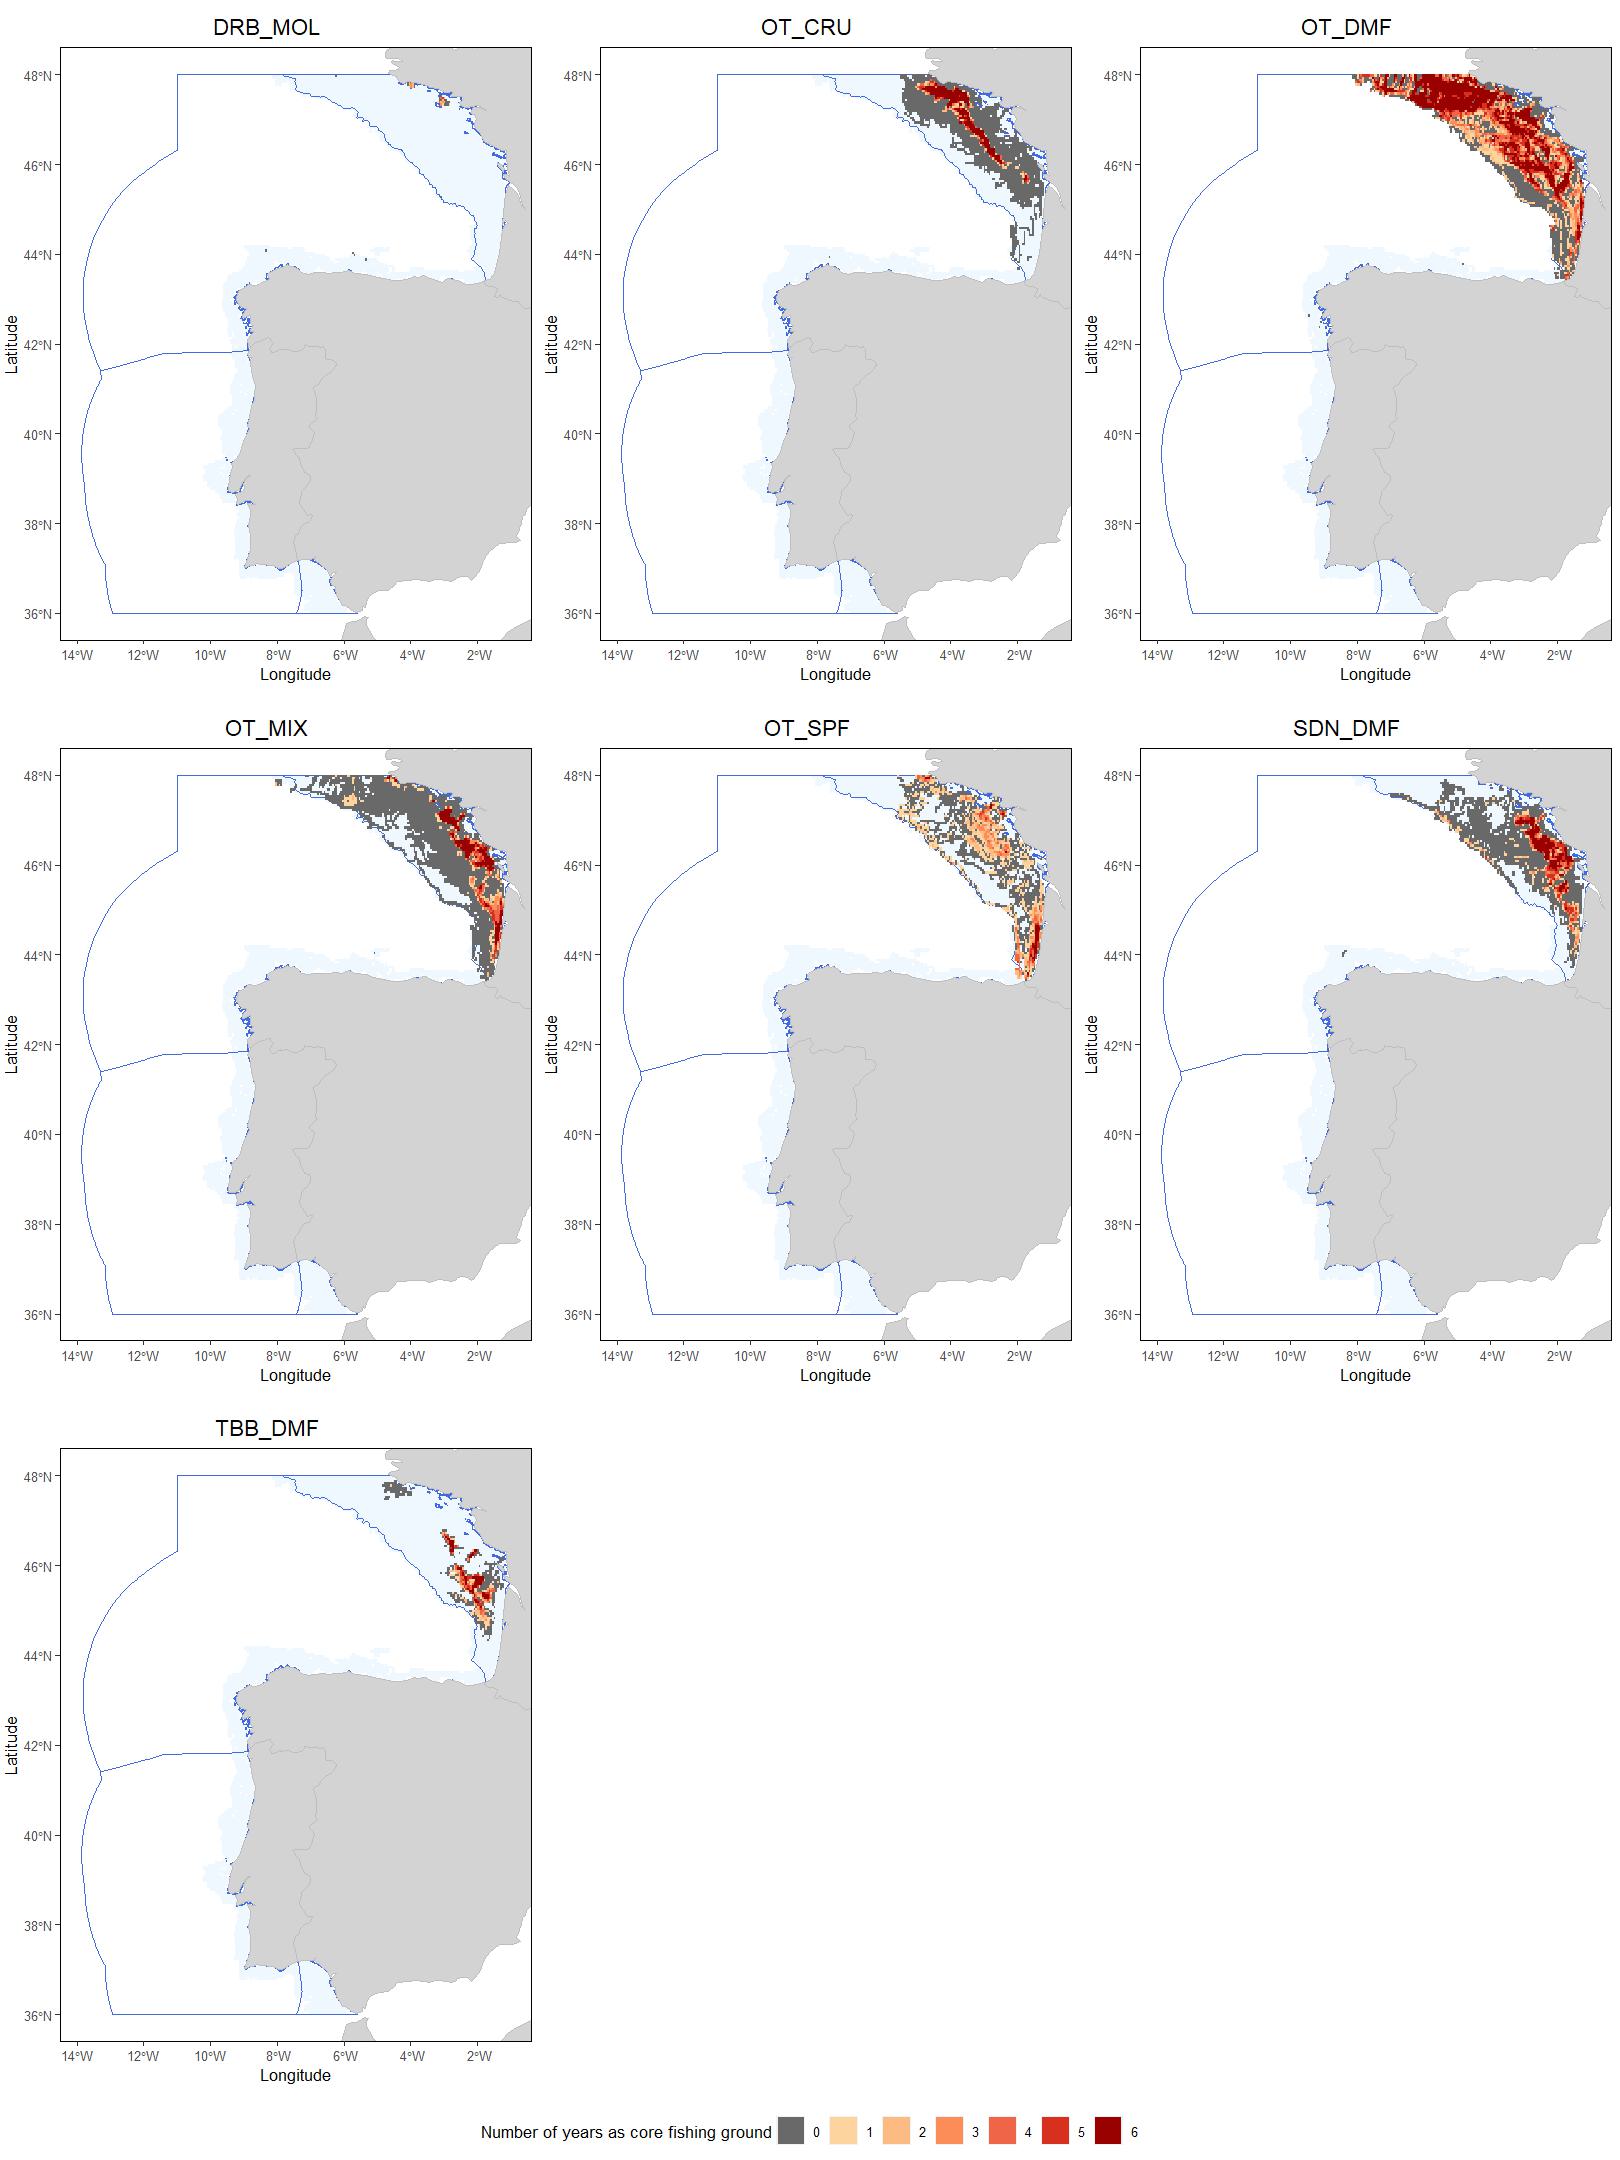 DRB_MOL OT_CRU OT_DMF
48°N 48°N 48°N
46°N 46°N 46°N
44°N 44°N 44°N
42°N 42°N 42°N
Latitude Latitude Latitude
40°N 40°N 40°N
38°N 38°N 38°N
36°N 36°N 36°N
14°W 12°W 10°W 8°W 6°W 4°W 2°W 14°W 12°W 10°W 8°W 6°W 4°W 2°W 14°W 12°W 10°W 8°W 6°W 4°W 2°W
Longitude Longitude Longitude
OT_MIX OT_SPF SDN_DMF
48°N 48°N 48°N
46°N 46°N 46°N
44°N 44°N 44°N
42°N 42°N 42°N
Latitude Latitude Latitude
40°N 40°N 40°N
38°N 38°N 38°N
36°N 36°N 36°N
14°W 12°W 10°W 8°W 6°W 4°W 2°W 14°W 12°W 10°W 8°W 6°W 4°W 2°W 14°W 12°W 10°W 8°W 6°W 4°W 2°W
Longitude Longitude Longitude
TBB_DMF
48°N
46°N
44°N
42°N
Latitude
40°N
38°N
36°N
14°W 12°W 10°W 8°W 6°W 4°W 2°W
Longitude
Number of years as core fishing ground 0 1 2 3 4 5 6